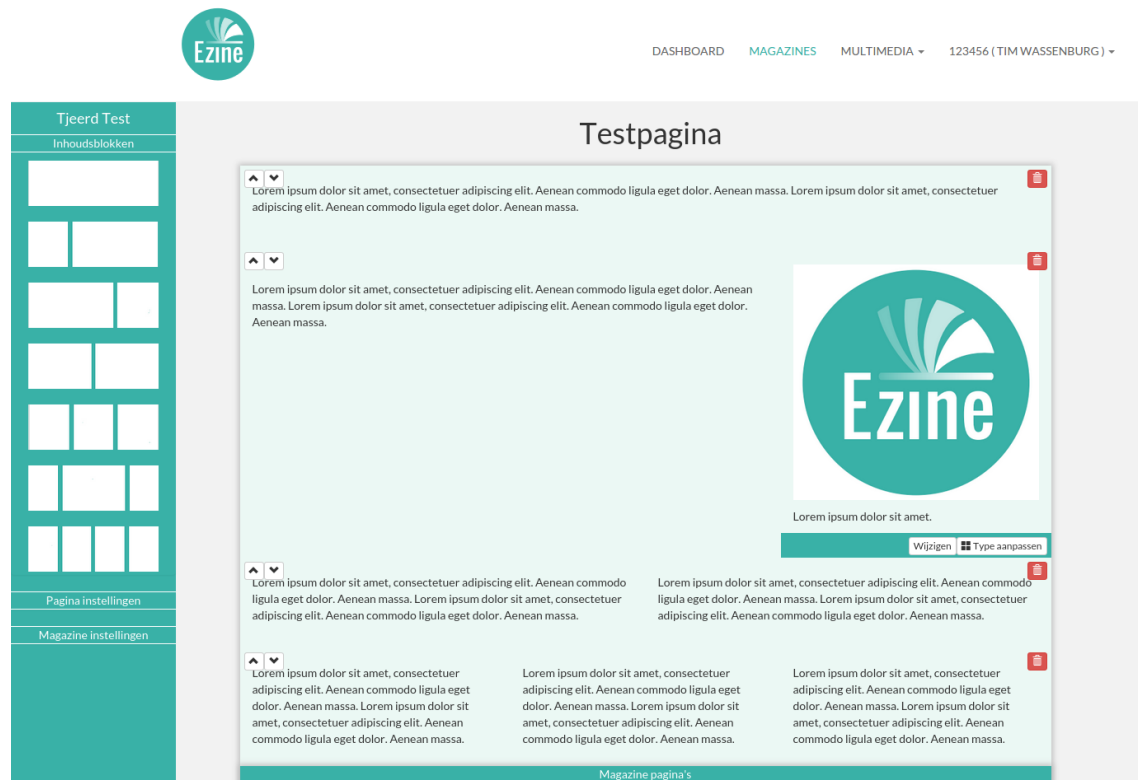 Ezine
DASHBOARD MAGAZINES MULTIMEDIA 123456 ( TIM WASSENBURG )
Tjeerd Test
Inhoudsblokken
Pagina instellingen
Magazine instellingen
Testpagina
Lorem ipsum dolor sit amet, consectetuer adipiscing elit. Aenean commodo ligula eget dolor. Aenean massa. Lorem ipsum dolor sit amet, consectetuer
adipiscing elit. Aenean commodo ligula eget dolor. Aenean massa.
Lorem ipsum dolor sit amet, consectetuer adipiscing elit. Aenean commodo ligula eget dolor. Aenean
massa. Lorem ipsum dolor sit amet, consectetuer adipiscing elit. Aenean commodo ligula eget dolor.
Aenean massa.
Ezine
Lorem ipsum dolor sit amet.
Wijzigen Type aanpassen
Lorem ipsum dolor sit amet, consectetuer adipiscing elit. Aenean commodo
ligula eget dolor. Aenean massa. Lorem ipsum dolor sit amet, consectetuer
adipiscing elit. Aenean commodo ligula eget dolor. Aenean massa.
Lorem ipsum dolor sit amet, consectetuer adipiscing elit. Aenean commodo
ligula eget dolor. Aenean massa. Lorem ipsum dolor sit amet, consectetuer
adipiscing elit. Aenean commodo ligula eget dolor. Aenean massa.
Lorem ipsum dolor sit amet, consectetuer
adipiscing elit. Aenean commodo ligula eget
dolor. Aenean massa. Lorem ipsum dolor sit
amet, consectetuer adipiscing elit. Aenean
commodo ligula eget dolor. Aenean massa.
Lorem ipsum dolor sit amet, consectetuer
adipiscing elit. Aenean commodo ligula eget
dolor. Aenean massa. Lorem ipsum dolor sit
amet, consectetuer adipiscing elit. Aenean
commodo ligula eget dolor. Aenean massa.
Lorem ipsum dolor sit amet, consectetuer
adipiscing elit. Aenean commodo ligula eget
dolor. Aenean massa. Lorem ipsum dolor sit
amet, consectetuer adipiscing elit. Aenean
commodo ligula eget dolor. Aenean massa.
Magazine pagina's